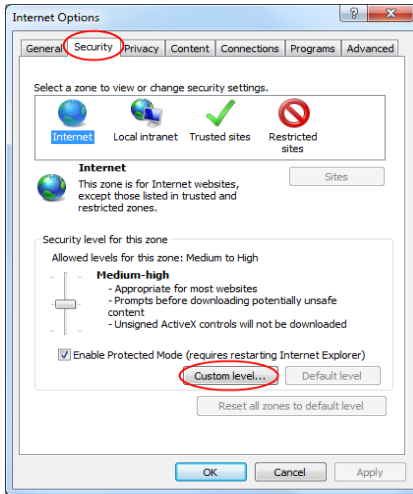 Internet Options
General Security Privacy Content Connections Programs Advanced
Select a zone to view or change security settings.
Internet Local intranet Trusted sites Restricted
sites
Internet
Sites
This zone is for Internet websites,
except those listed in trusted and
restricted zones.
Security level for this zone
Allowed levels for this zone: Medium to High
Medium-high
- Appropriate for most websites
- Prompts before downloading potentially unsafe
content
- Unsigned ActiveX controls will not be downloaded
Enable Protected Mode (requires restarting Internet Explorer)
Custom level... Default level
Reset all zones to default level
OK Cancel Apply